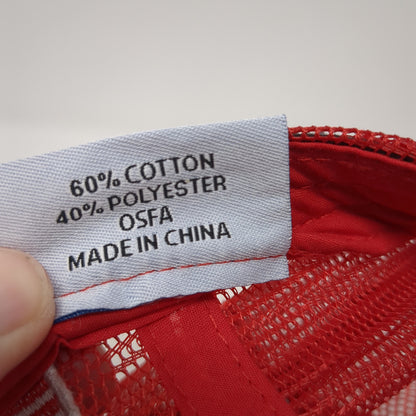 60% COTTON
40% POLYESTER
OSFA
MADE IN CHINA